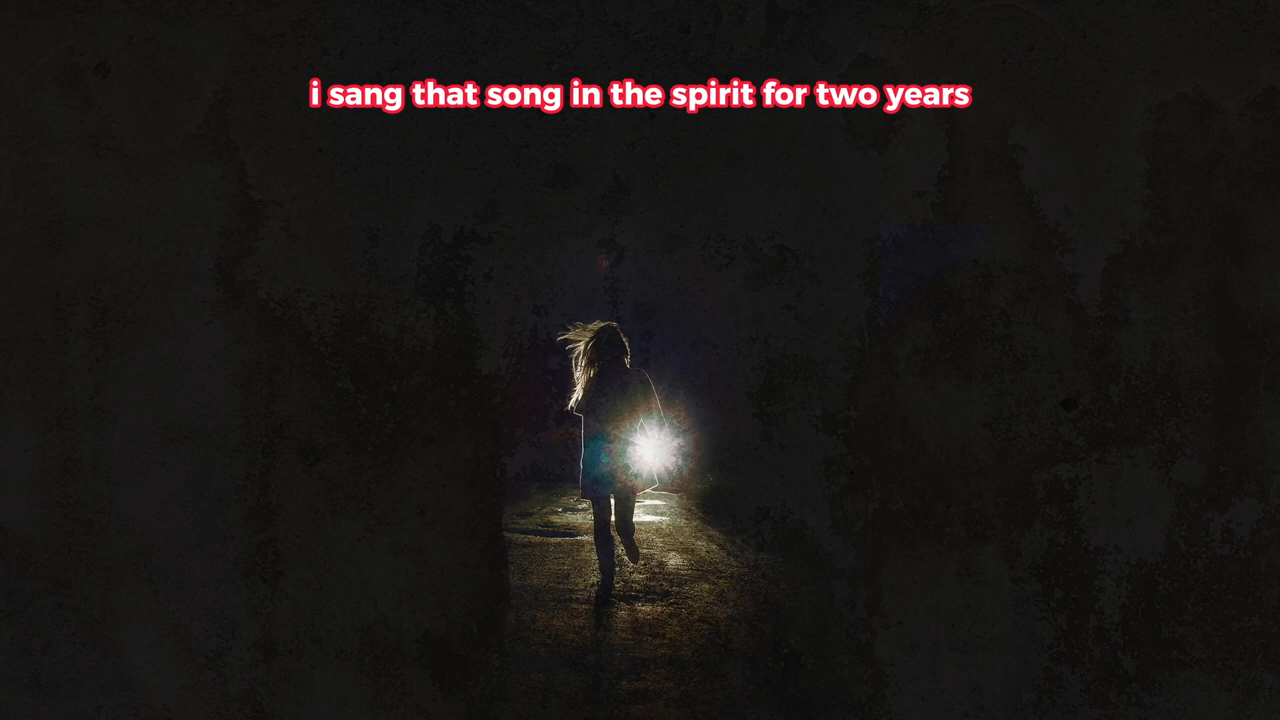 i sang that song in the spirit for two years